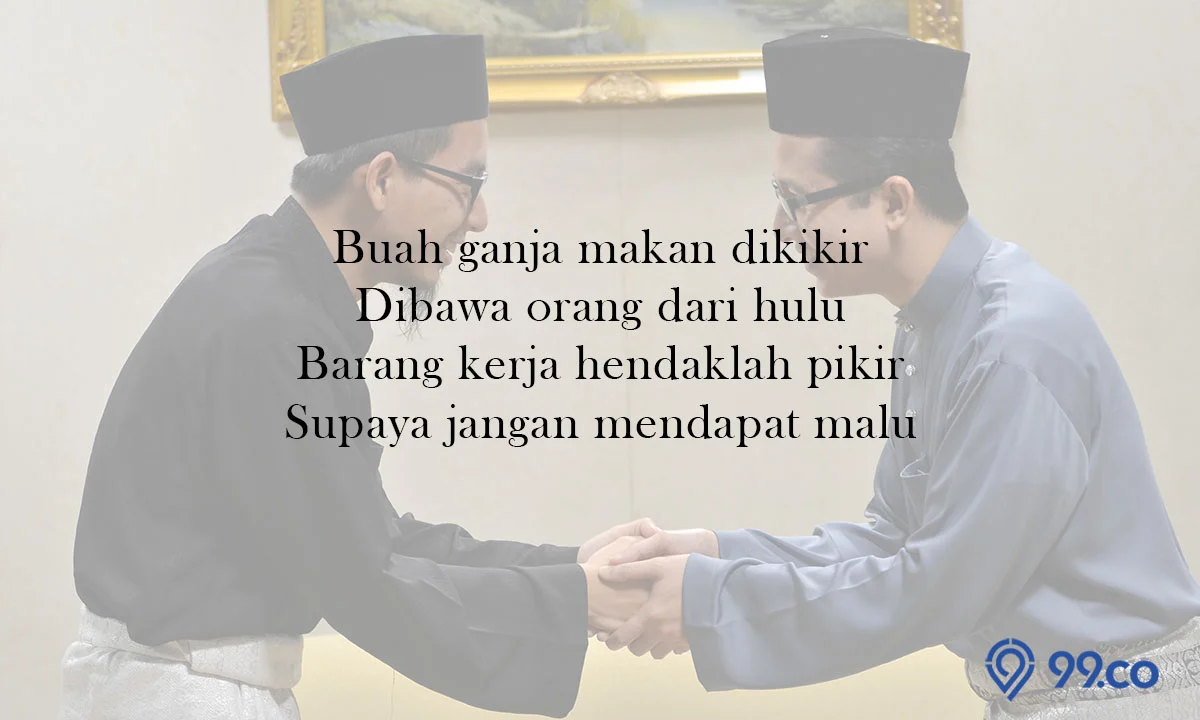 Buah ganja makan dikikir
Dibawa orang dari hulu
Barang kerja hendaklah pikir
Supaya jangan mendapat malu
99.co